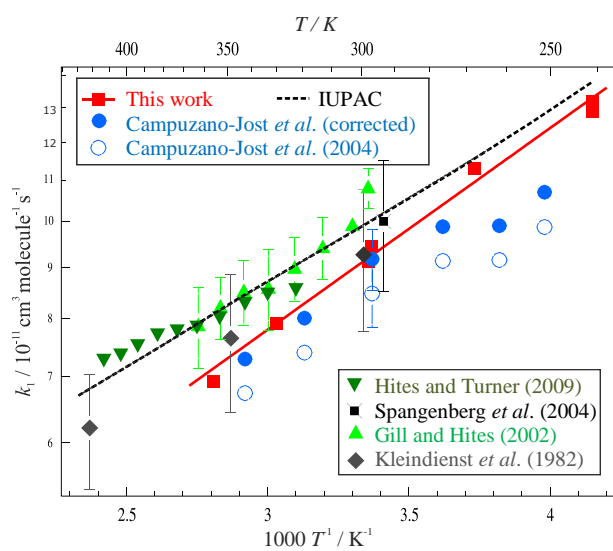 T / K
400 350 300 250
This work IUPAC
Campuzano-Jost et al. (corrected)
Campuzano-Jost et al. (2004)
13
12
11
10
9
8
7
6
k₁ / 10⁻¹¹ cm³ molecule⁻¹ s⁻¹
Hites and Turner (2009)
Spangenberg et al. (2004)
Gill and Hites (2002)
Kleindienst et al. (1982)
2.5 3 3.5 4
1000 T⁻¹ / K⁻¹